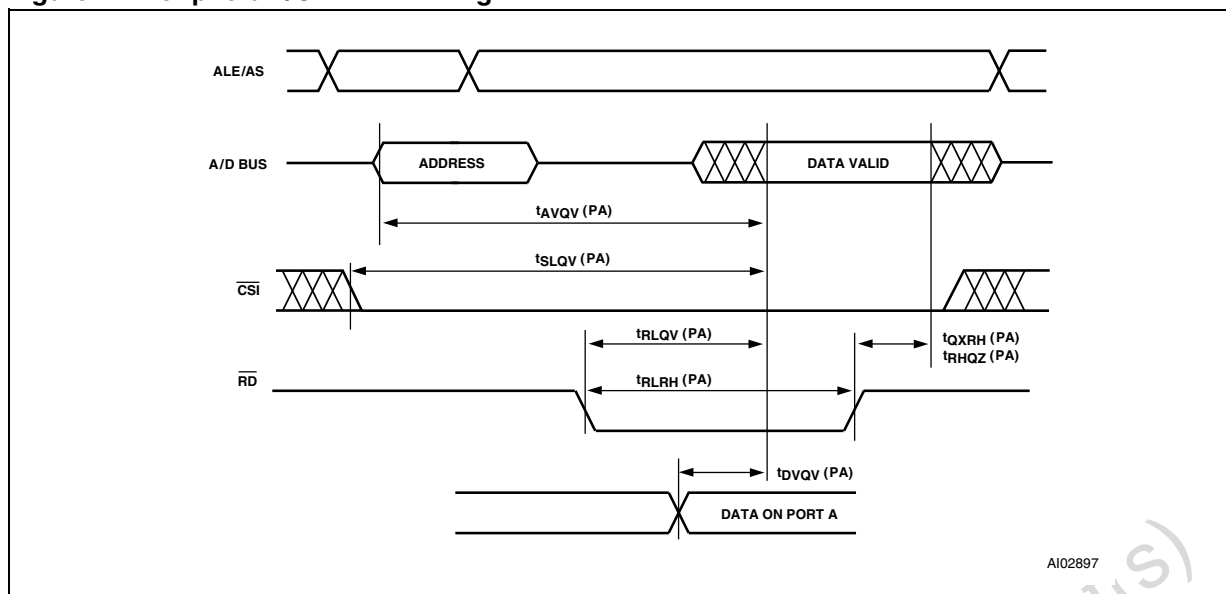 ALE/AS
A/D BUS
ADDRESS
DATA VALID
tAVQV (PA)
tSLQV (PA)
CSI
tRLQV (PA)
tQXRH (PA)
tRHQZ (PA)
RD
tRLRH (PA)
tDVQV (PA)
DATA ON PORT A
AI02897